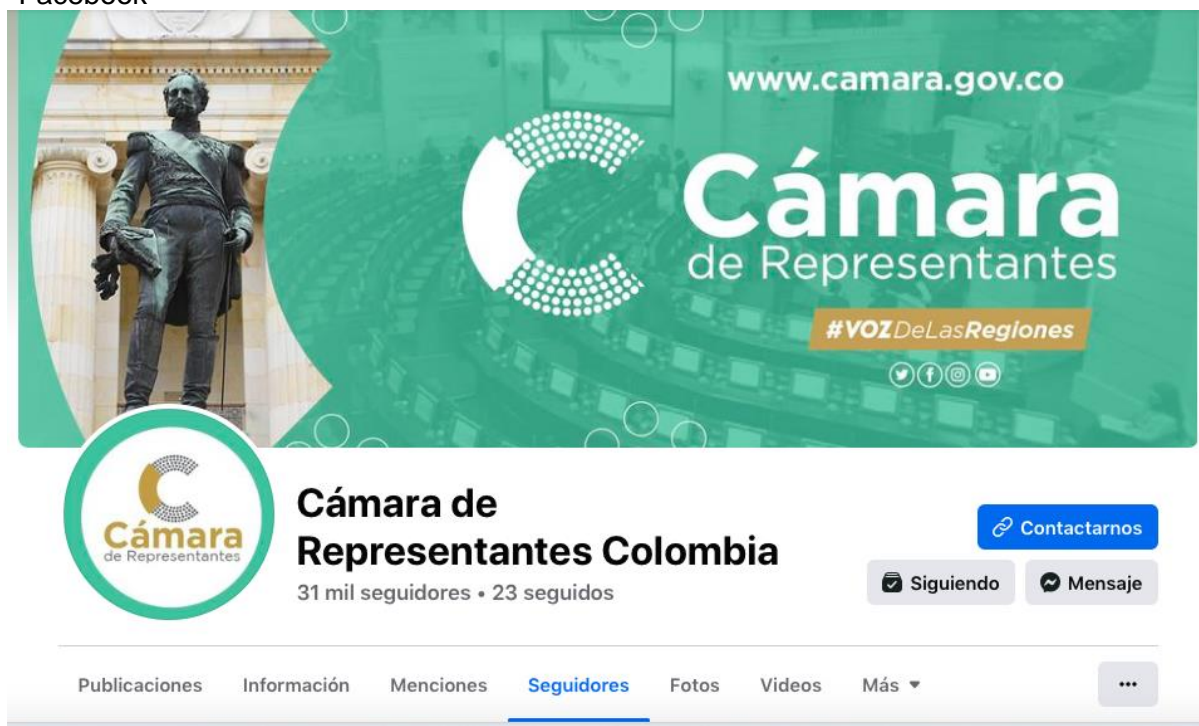 Facebook
www.camara.gov.co
Cámara
de Representantes
#VOZDeLasRegiones
Cámara
de Representantes
Cámara de
Representantes Colombia
31 mil seguidores • 23 seguidos
Contactarnos
Siguiendo
Mensaje
Publicaciones Información Menciones Seguidores Fotos Videos Más